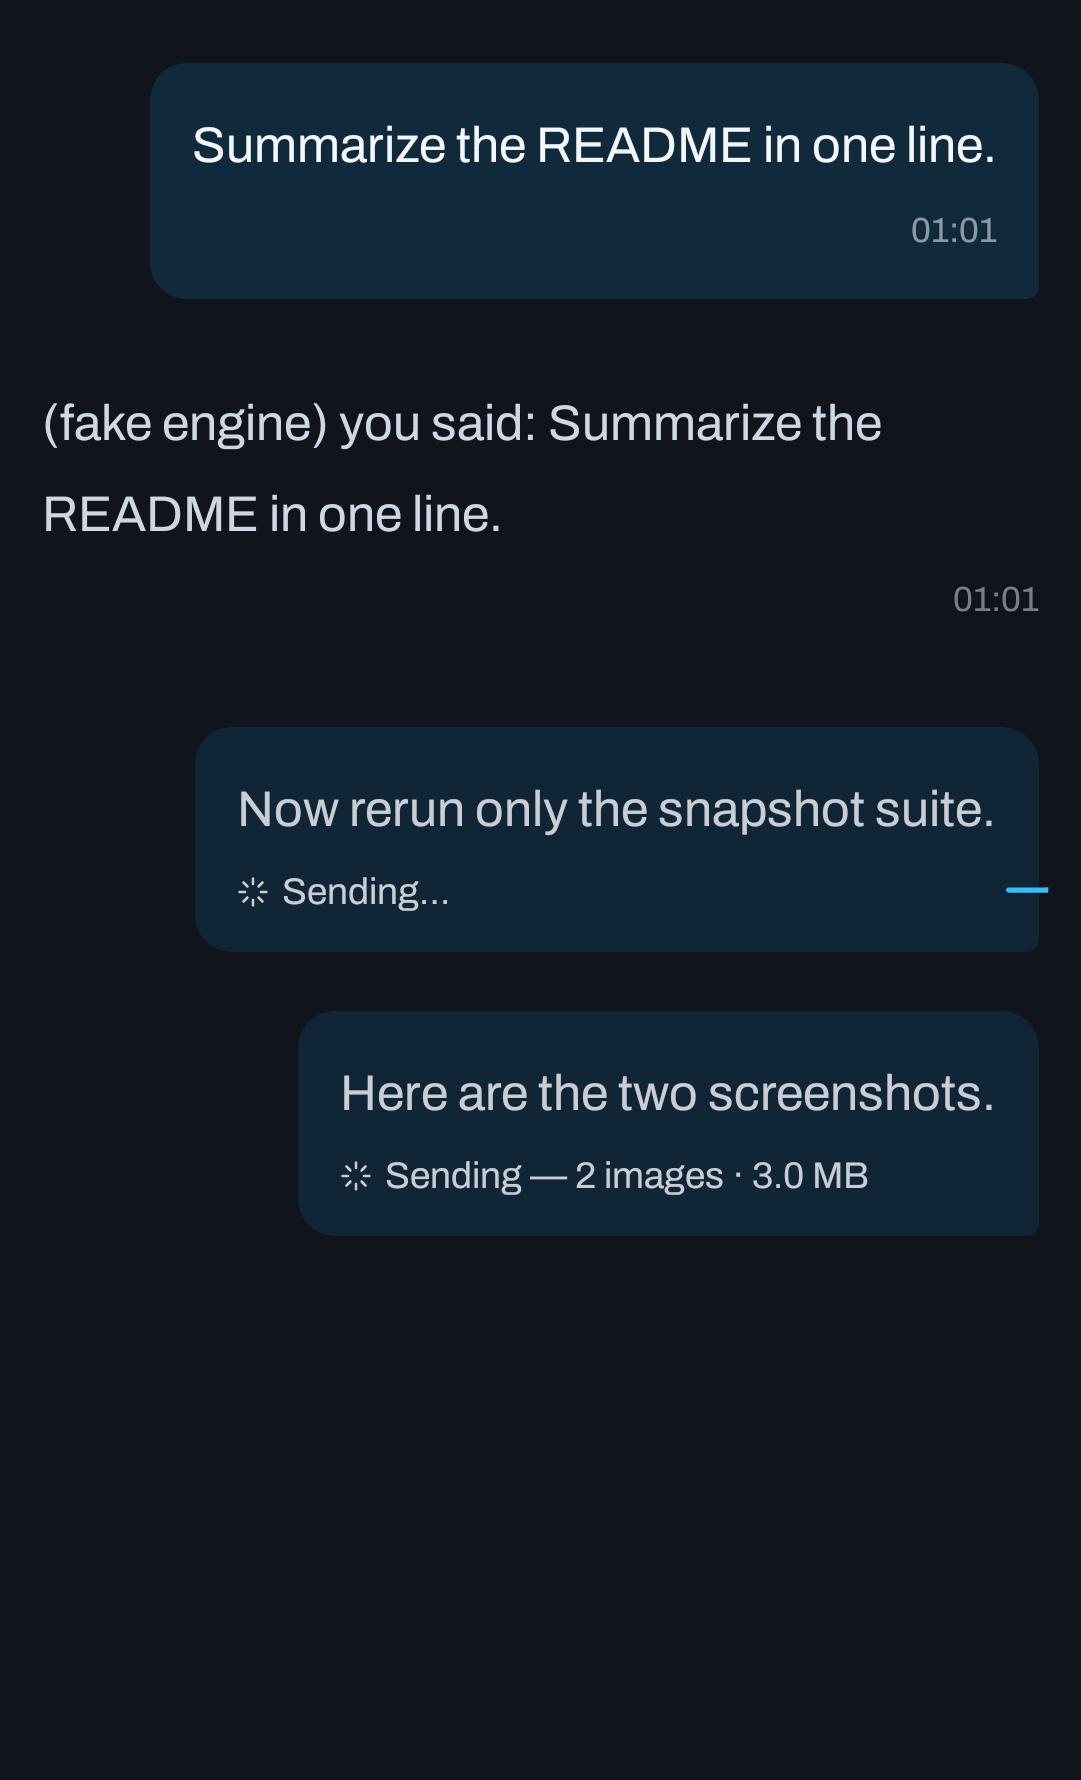 Summarize the README in one line.
01:01
(fake engine) you said: Summarize the
README in one line.
01:01
Now rerun only the snapshot suite.
Sending...
Here are the two screenshots.
Sending — 2 images · 3.0 MB